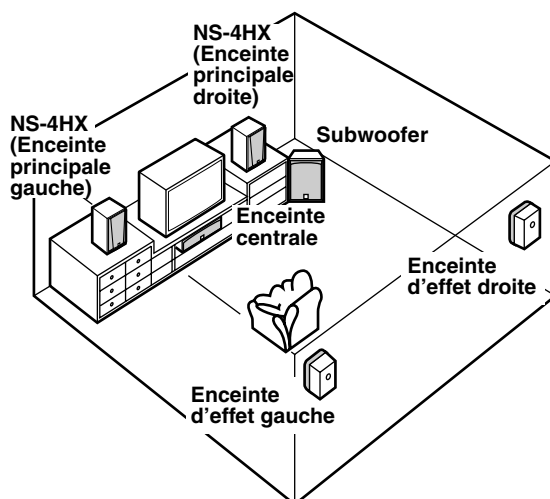 NS-4HX
(Enceinte
principale
droite)
NS-4HX
(Enceinte
principale
gauche)
Subwoofer
Enceinte
centrale
Enceinte
d'effet droite
Enceinte
d'effet gauche